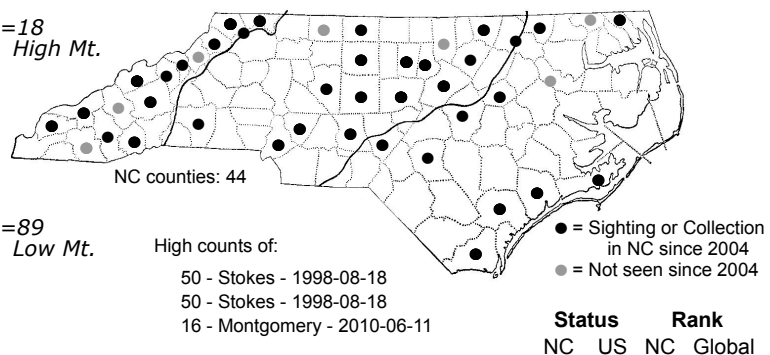 =18
High Mt.
NC counties: 44
=89
Low Mt.
High counts of:
50 - Stokes - 1998-08-18
50 - Stokes - 1998-08-18
16 - Montgomery - 2010-06-11
● = Sighting or Collection
in NC since 2004
● = Not seen since 2004
Status Rank
NC US NC Global